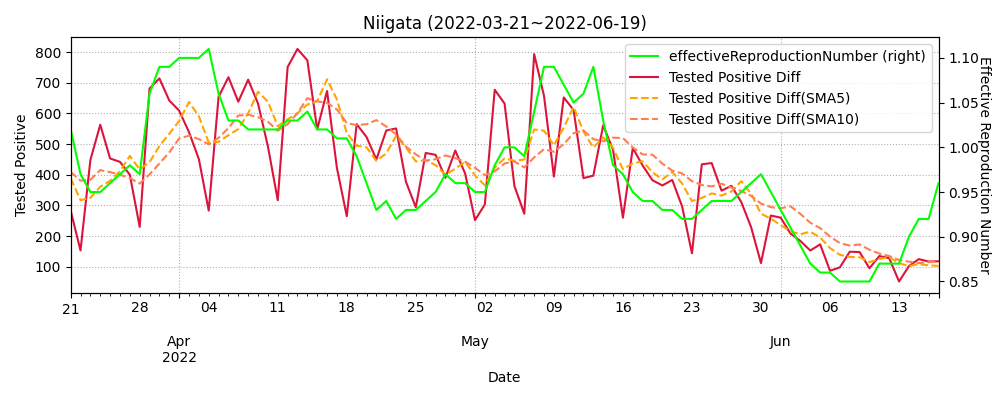 Niigata (2022-03-21~2022-06-19)
effectiveReproductionNumber (right)
Tested Positive Diff
Tested Positive Diff(SMA5)
Tested Positive Diff(SMA10)
Tested Positive
800
700
600
500
400
300
200
100
1.10
1.05
1.00
0.95
0.90
0.85
Effective Reproduction Number
21 28 04 11 18 25 02 09 16 23 30 06 13
Apr May Jun
2022
Date